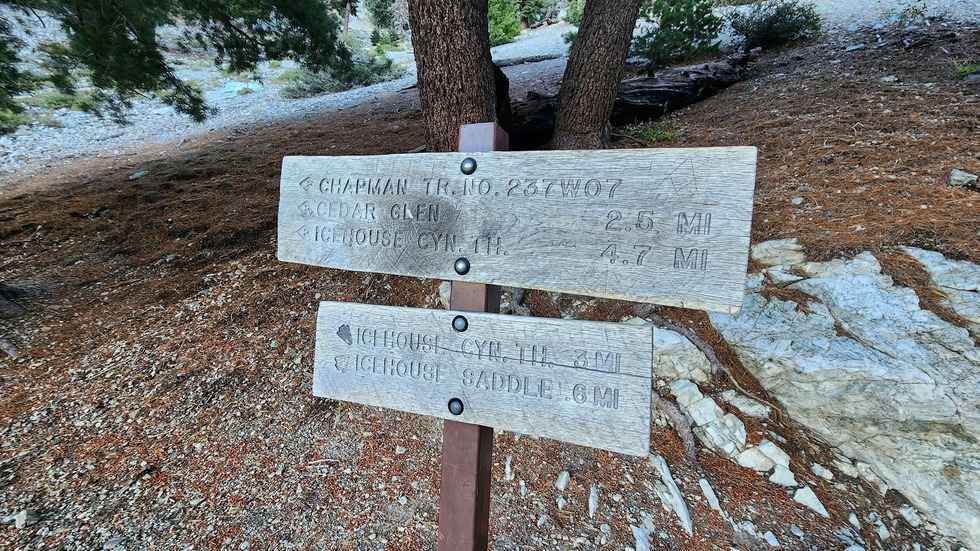 CHAPMAN TR. NO. 237W07
CEDAR GLEN 2.5 MI
ICEHOUSE CYN. TH. 4.7 MI
ICEHOUSE CYN. TH. 3 MI
ICEHOUSE SADDLE .6 MI